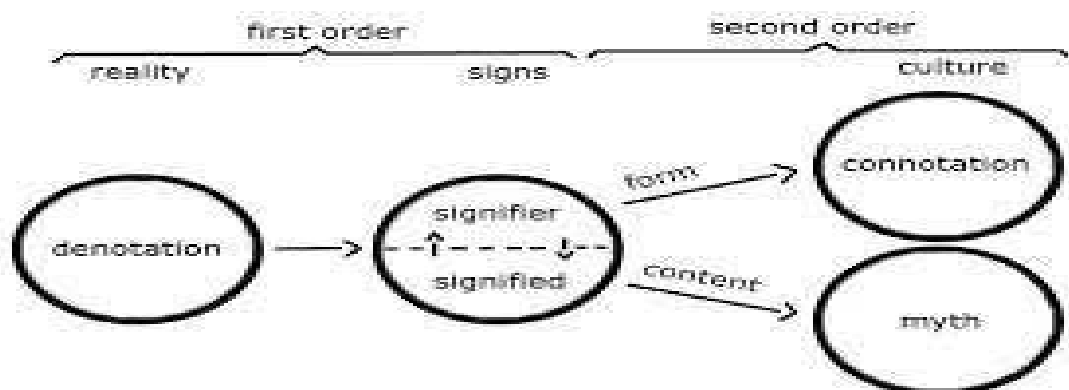 first order
second order
reality
signs
culture
denotation
signifier
signified
form
content
connotation
myth